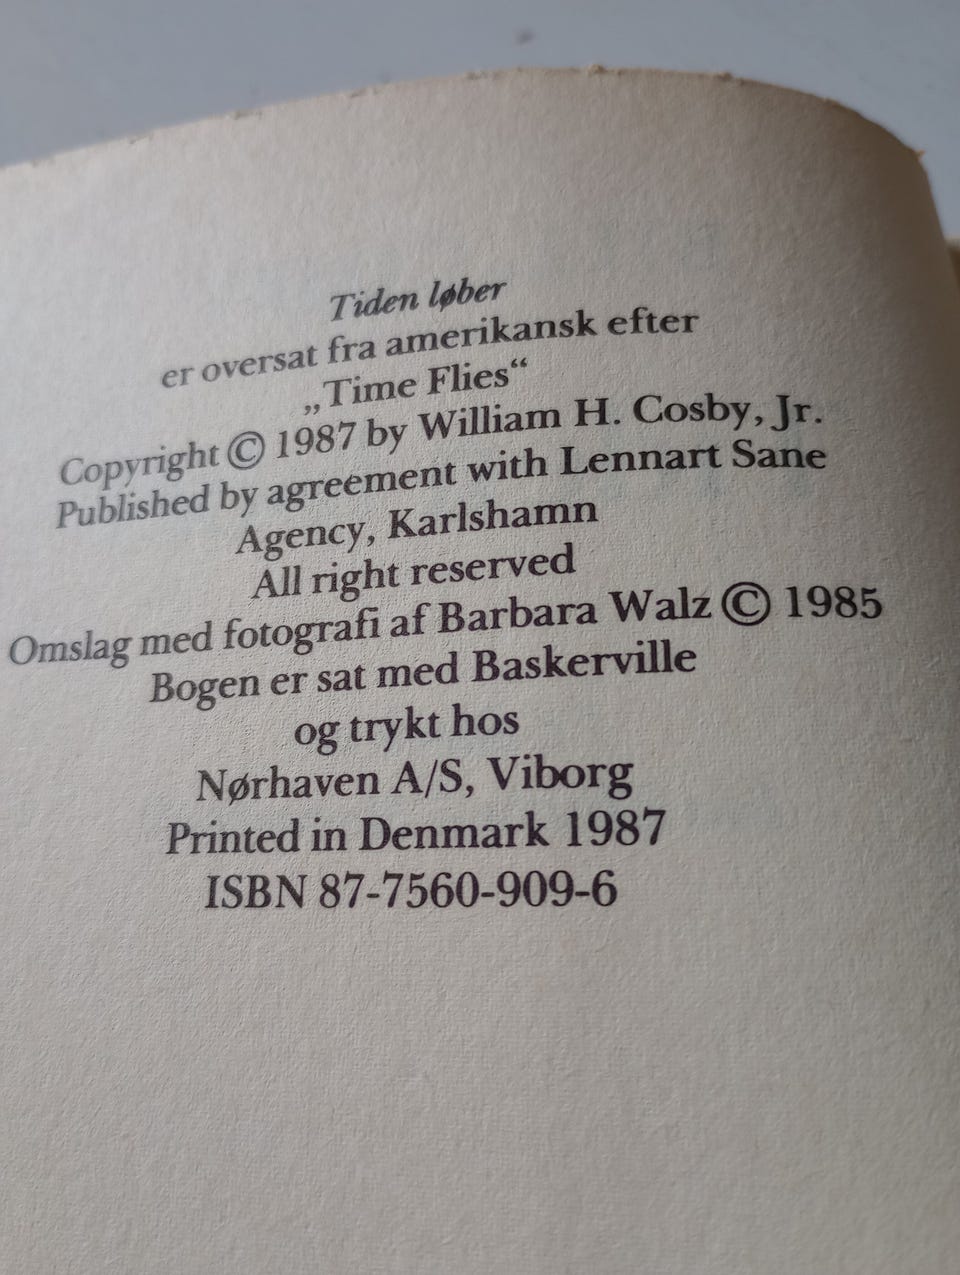 Tiden løber
er oversat fra amerikansk efter
„Time Flies“
Copyright © 1987 by William H. Cosby, Jr.
Published by agreement with Lennart Sane
Agency, Karlshamn
All right reserved
Omslag med fotografi af Barbara Walz © 1985
Bogen er sat med Baskerville
og trykt hos
Nørhaven A/S, Viborg
Printed in Denmark 1987
ISBN 87-7560-909-6